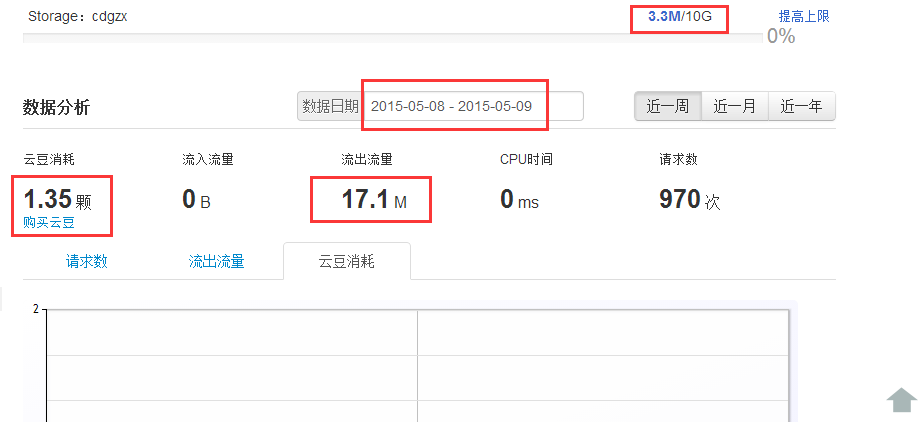 Storage：cdgzx 3.3M/10G 提高上限
0%
数据分析 数据日期 2015-05-08 - 2015-05-09 近一周 近一月 近一年
云豆消耗 流入流量 流出流量 CPU时间 请求数
1.35 颗 0 B 17.1 M 0 ms 970 次
购买云豆
请求数 流出流量 云豆消耗
2